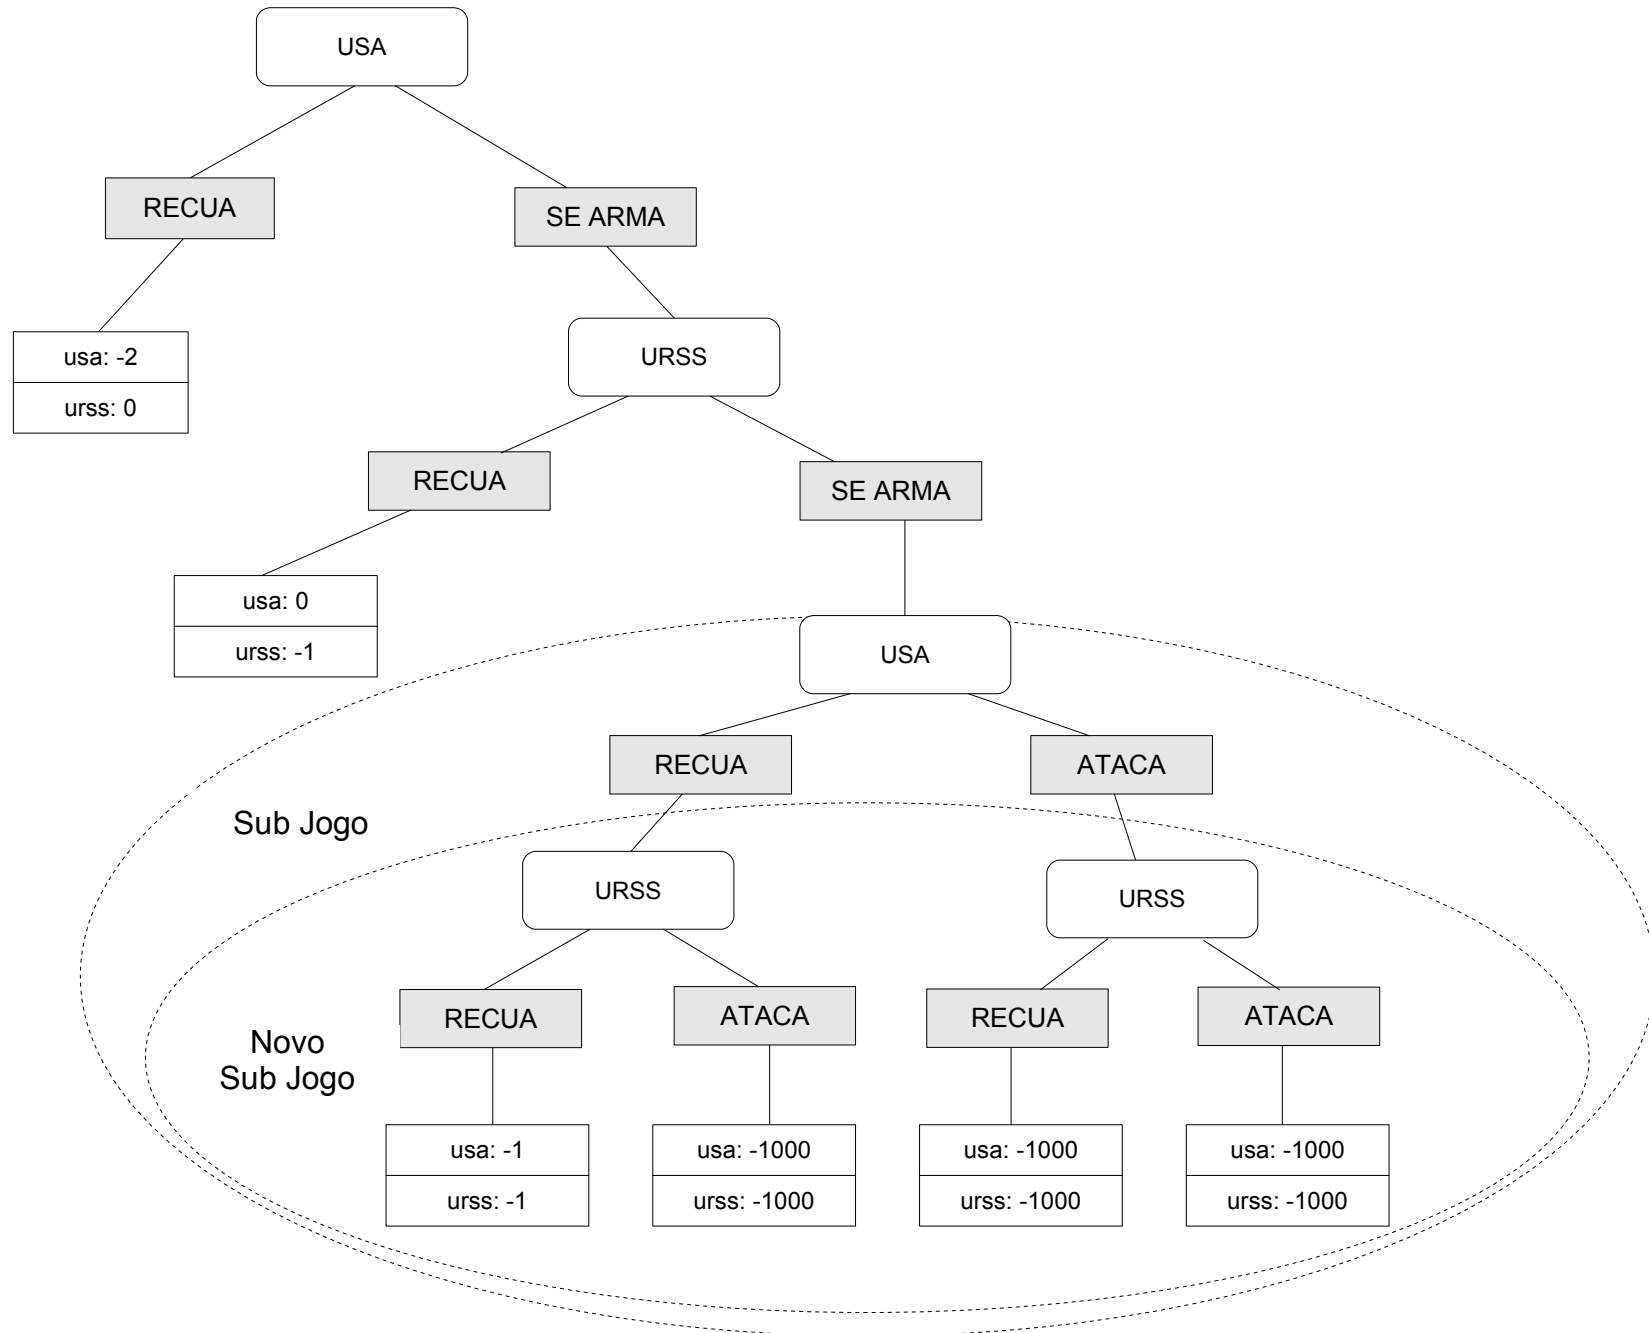 USA
RECUA
SE ARMA
usa: -2
urss: 0
URSS
RECUA
SE ARMA
usa: 0
urss: -1
USA
RECUA
ATACA
Sub Jogo
URSS
URSS
RECUA
ATACA
RECUA
ATACA
Novo
Sub Jogo
usa: -1
urss: -1
usa: -1000
urss: -1000
usa: -1000
urss: -1000
usa: -1000
urss: -1000